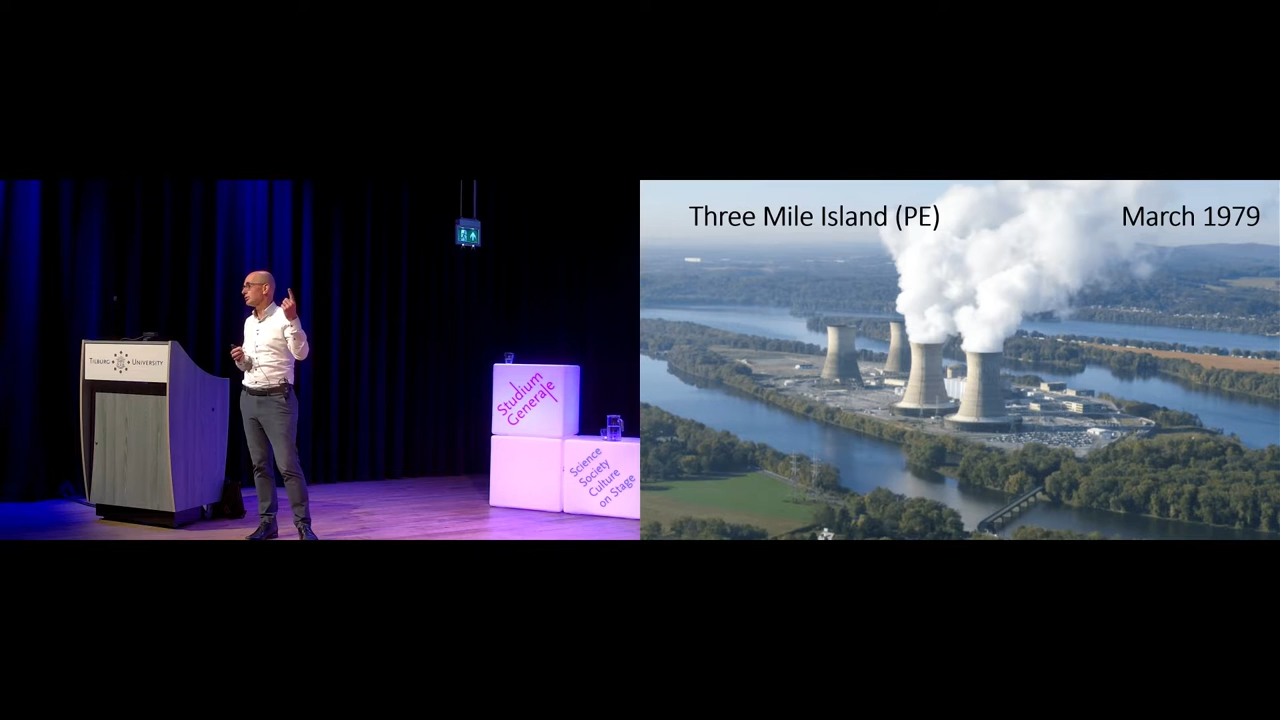 TILBURG UNIVERSITY
Studium
Generale
Science
Society
Culture
on Stage
Three Mile Island (PE)
March 1979